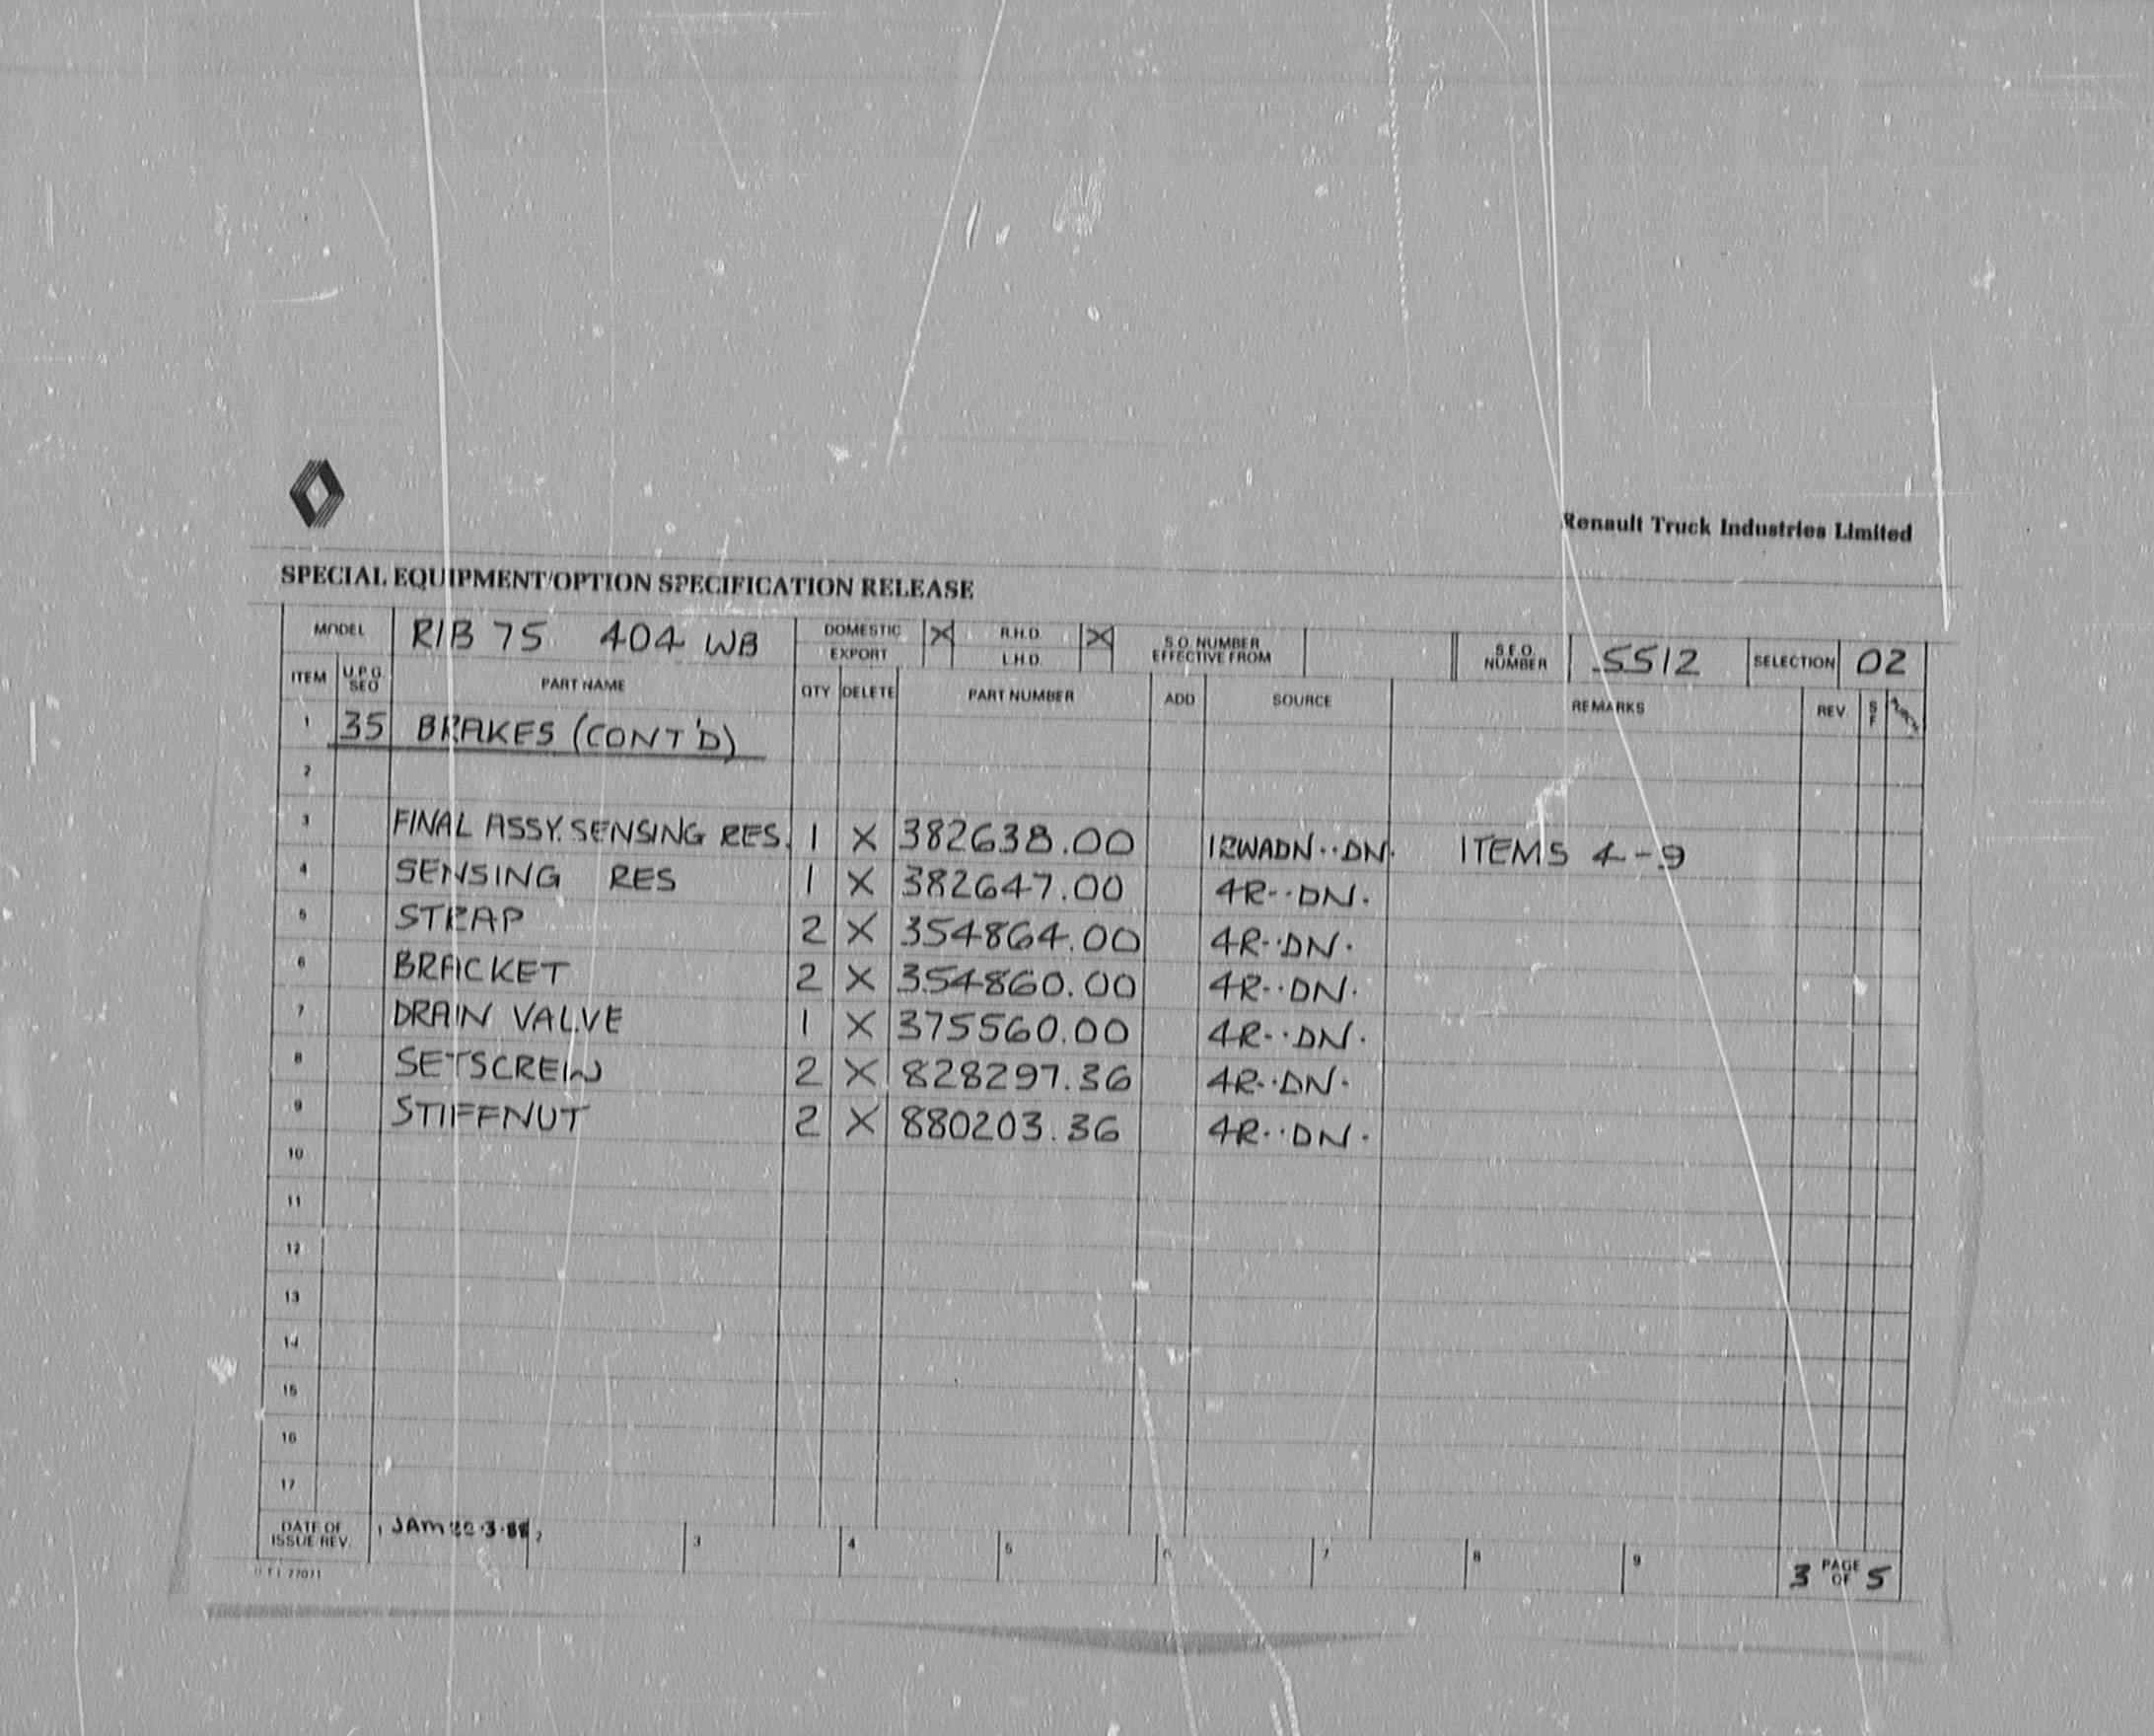 Renault Truck Industries Limited
SPECIAL EQUIPMENT/OPTION SPECIFICATION RELEASE
MODEL R/B 75 404 WB DOMESTIC X R.H.D. X S.O. NUMBER EFFECTIVE FROM S.E.O. NUMBER 5512 SELECTION 02
EXPORT L.H.D.
ITEM U.P.G. SEQ PART NAME QTY DELETE PART NUMBER ADD SOURCE REMARKS REV S F
1 35 BRAKES (CONT'D)
2
3 FINAL ASSY. SENSING RES. 1 X 382638.00 1RWADN..DN. ITEMS 4-9
4 SENSING RES 1 X 382647.00 4R..DN.
5 STRAP 2 X 354864.00 4R..DN.
6 BRACKET 2 X 354860.00 4R..DN.
7 DRAIN VALVE 1 X 375560.00 4R..DN.
8 SETSCREW 2 X 828297.36 4R..DN.
9 STIFFNUT 2 X 880203.36 4R..DN.
10
11
12
13
14
15
16
17
DATE OF ISSUE/REV. 1 JAM 3 4 5 6 7 8 9 3 PAGE OF 5